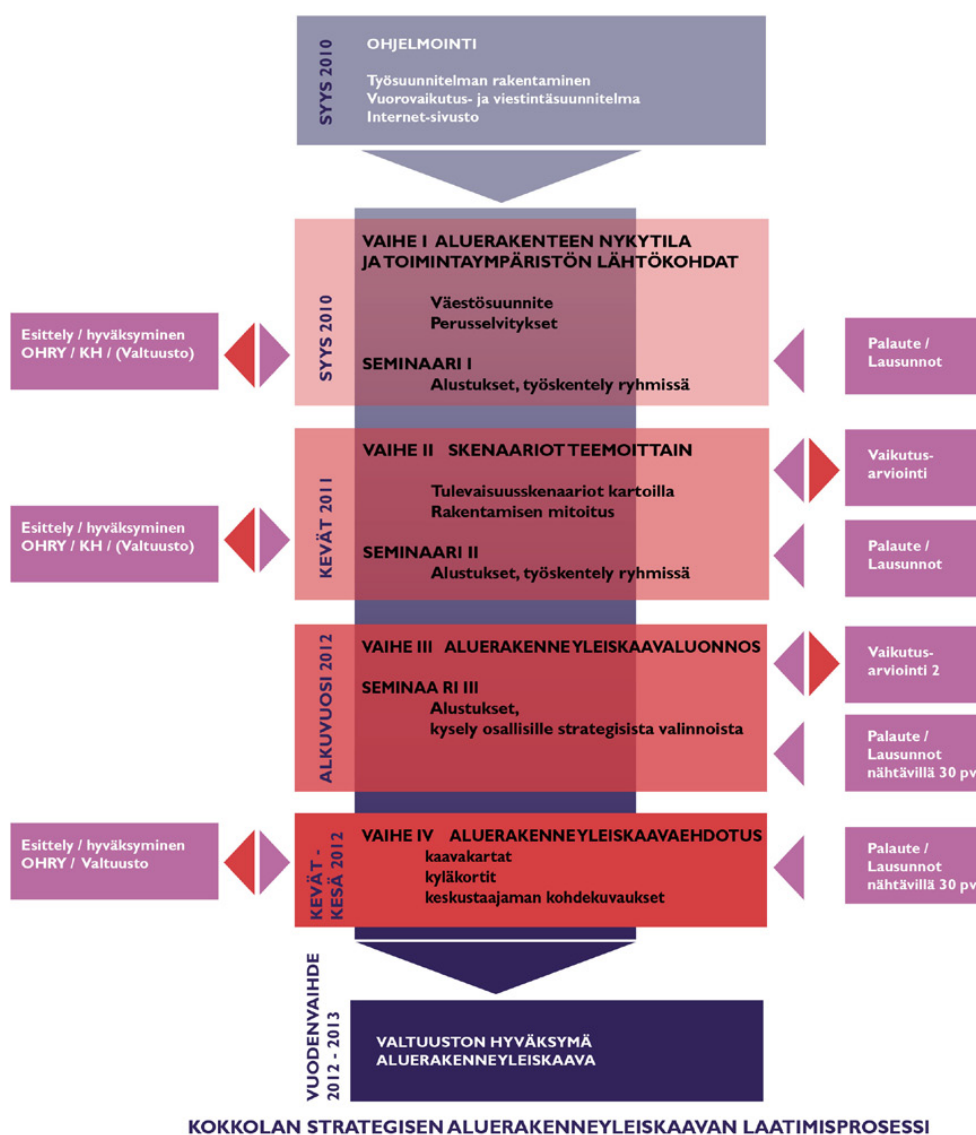 SYYS 2010
OHJELMOINTI
Työsuunnitelman rakentaminen
Vuorovaikutus- ja viestintäsuunnitelma
Internet-sivusto
SYYS 2010
VAIHE I ALUERAKENTEEN NYKYTILA
JA TOIMINTAYMPÄRISTÖN LÄHTÖKOHDAT
Väestösuunnite
Perusselvitykset
SEMINAARI I
Alustukset, työskentely ryhmissä
Esittely / hyväksyminen
OHRY / KH / (Valtuusto)
Palaute /
Lausunnot
KEVÄT 2011
VAIHE II SKENAARIOT TEEMOITTAIN
Tulevaisuusskenaariot kartoilla
Rakentamisen mitoitus
SEMINAARI II
Alustukset, työskentely ryhmissä
Esittely / hyväksyminen
OHRY / KH / (Valtuusto)
Vaikutus-
arviointi
Palaute /
Lausunnot
ALKUVUOSI 2012
VAIHE III ALUERAKENNEYLEISKAAVALUONNOS
SEMINAA RI III
Alustukset,
kysely osallisille strategisista valinnoista
Vaikutus-
arviointi 2
Palaute /
Lausunnot
nähtävillä 30 pv
KEVÄT -
KESÄ 2012
VAIHE IV ALUERAKENNEYLEISKAAVAEHDOTUS
kaavakartat
kyläkortit
keskustaajaman kohdekuvaukset
Esittely / hyväksyminen
OHRY / Valtuusto
Palaute /
Lausunnot
nähtävillä 30 pv
VUODENVAIHDE
2012 - 2013
VALTUUSTON HYVÄKSYMÄ
ALUERAKENNEYLEISKAAVA
KOKKOLAN STRATEGISEN ALUERAKENNEYLEISKAAVAN LAATIMISPROSESSI